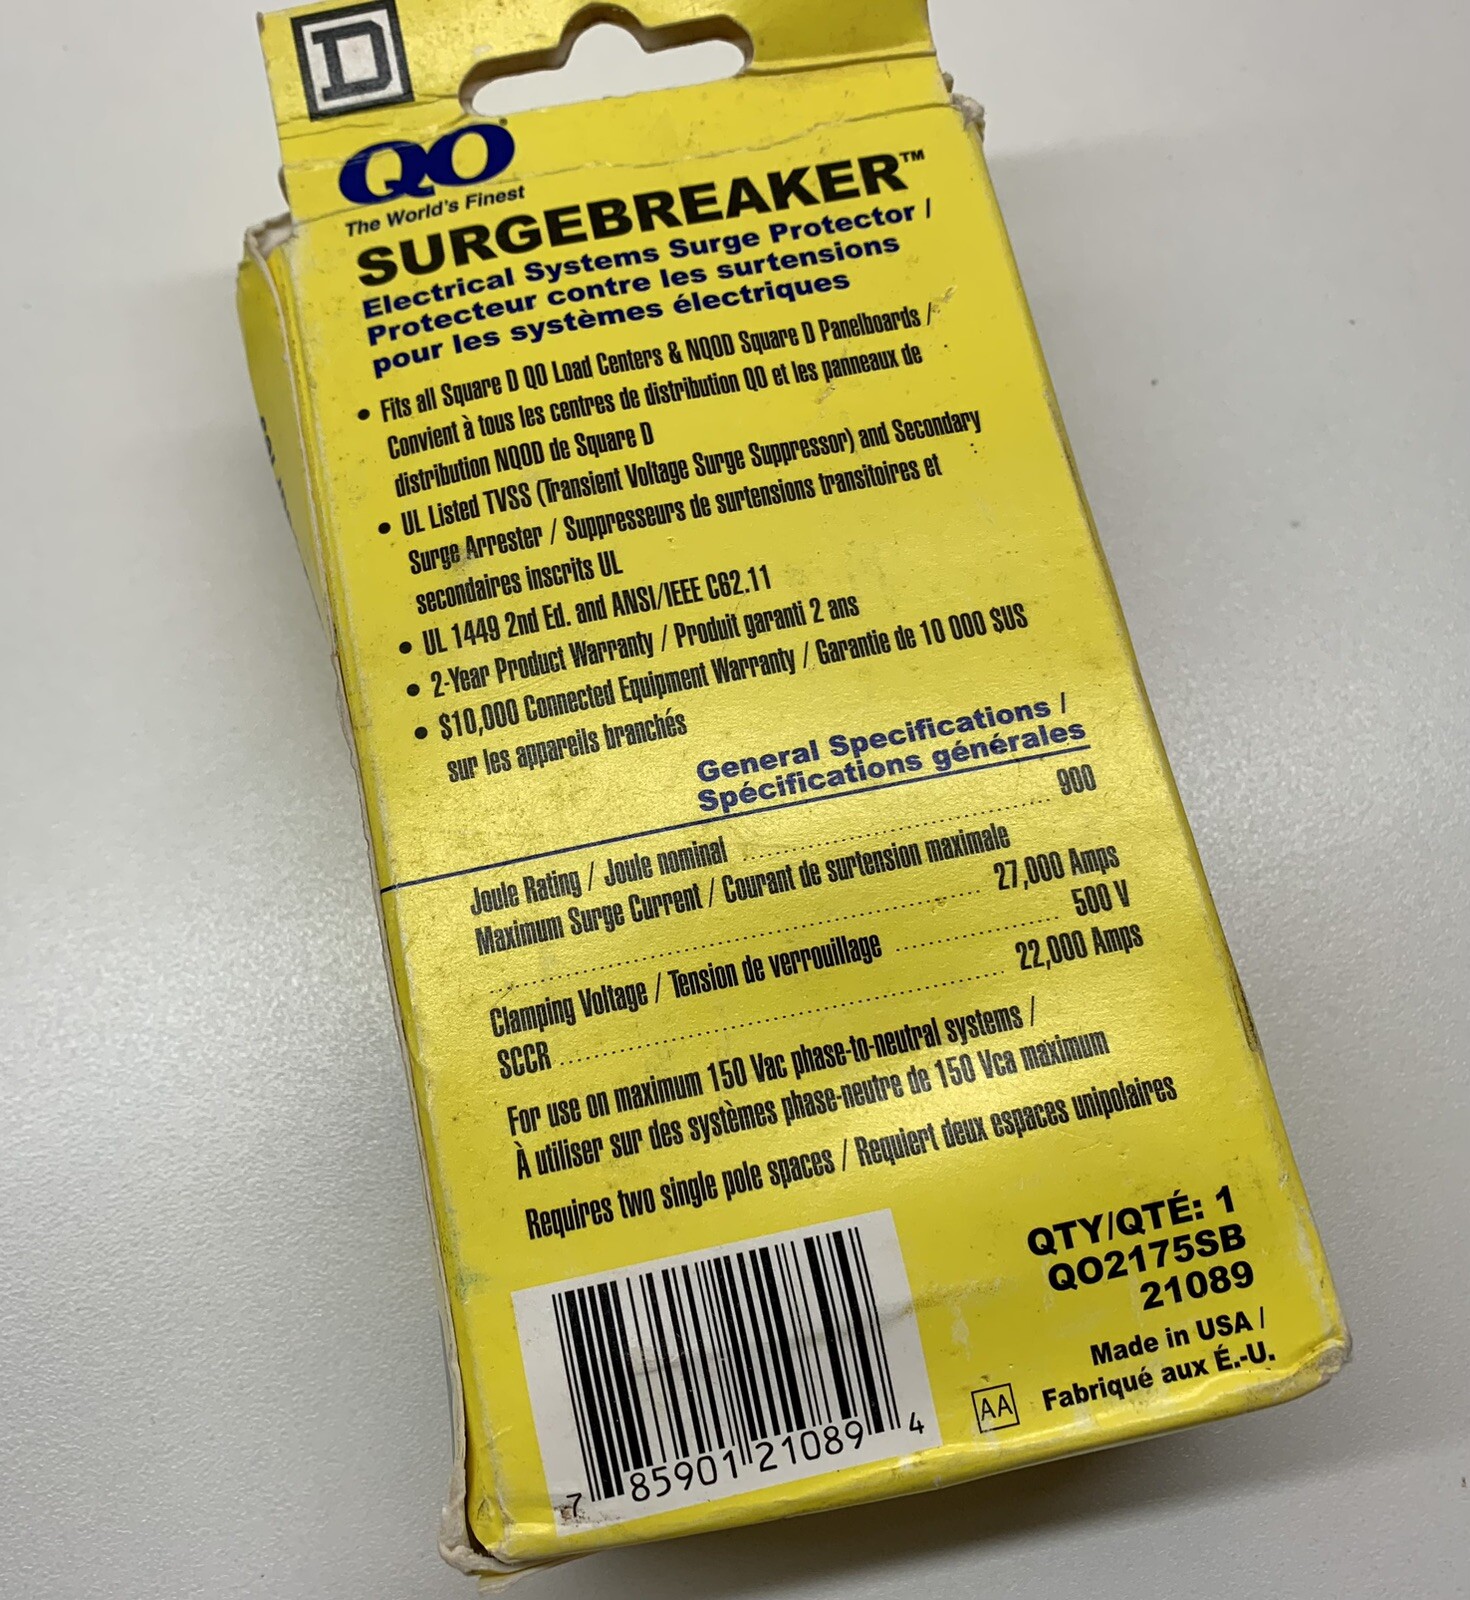 D
QO®
The World's Finest
SURGEBREAKER™
Electrical Systems Surge Protector /
Protecteur contre les surtensions
pour les systèmes électriques
• Fits all Square D QO Load Centers & NQOD Square D Panelboards /
Convient à tous les centres de distribution QO et les panneaux de
distribution NQOD de Square D
• UL Listed TVSS (Transient Voltage Surge Suppressor) and Secondary
Surge Arrester / Suppresseurs de surtensions transitoires et
secondaires inscrits UL
• UL 1449 2nd Ed. and ANSI/IEEE C62.11
• 2-Year Product Warranty / Produit garanti 2 ans
• $10,000 Connected Equipment Warranty / Garantie de 10 000 $US
sur les appareils branchés
General Specifications /
Spécifications générales
Joule Rating / Joule nominal ........ 900
Maximum Surge Current / Courant de surtension maximale
........ 27,000 Amps
Clamping Voltage / Tension de verrouillage ........ 500 V
SCCR ........ 22,000 Amps
For use on maximum 150 Vac phase-to-neutral systems /
À utiliser sur des systèmes phase-neutre de 150 Vca maximum
Requires two single pole spaces / Requiert deux espaces unipolaires
QTY/QTÉ: 1
QO2175SB
21089
Made in USA /
Fabriqué aux É.-U.
AA
7 85901 21089 4